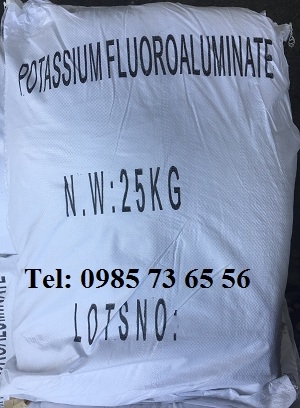 POTASSIUM FLUOROALUMINATE
N.W:25KG
Tel: 0985 73 65 56
LOTSNO: